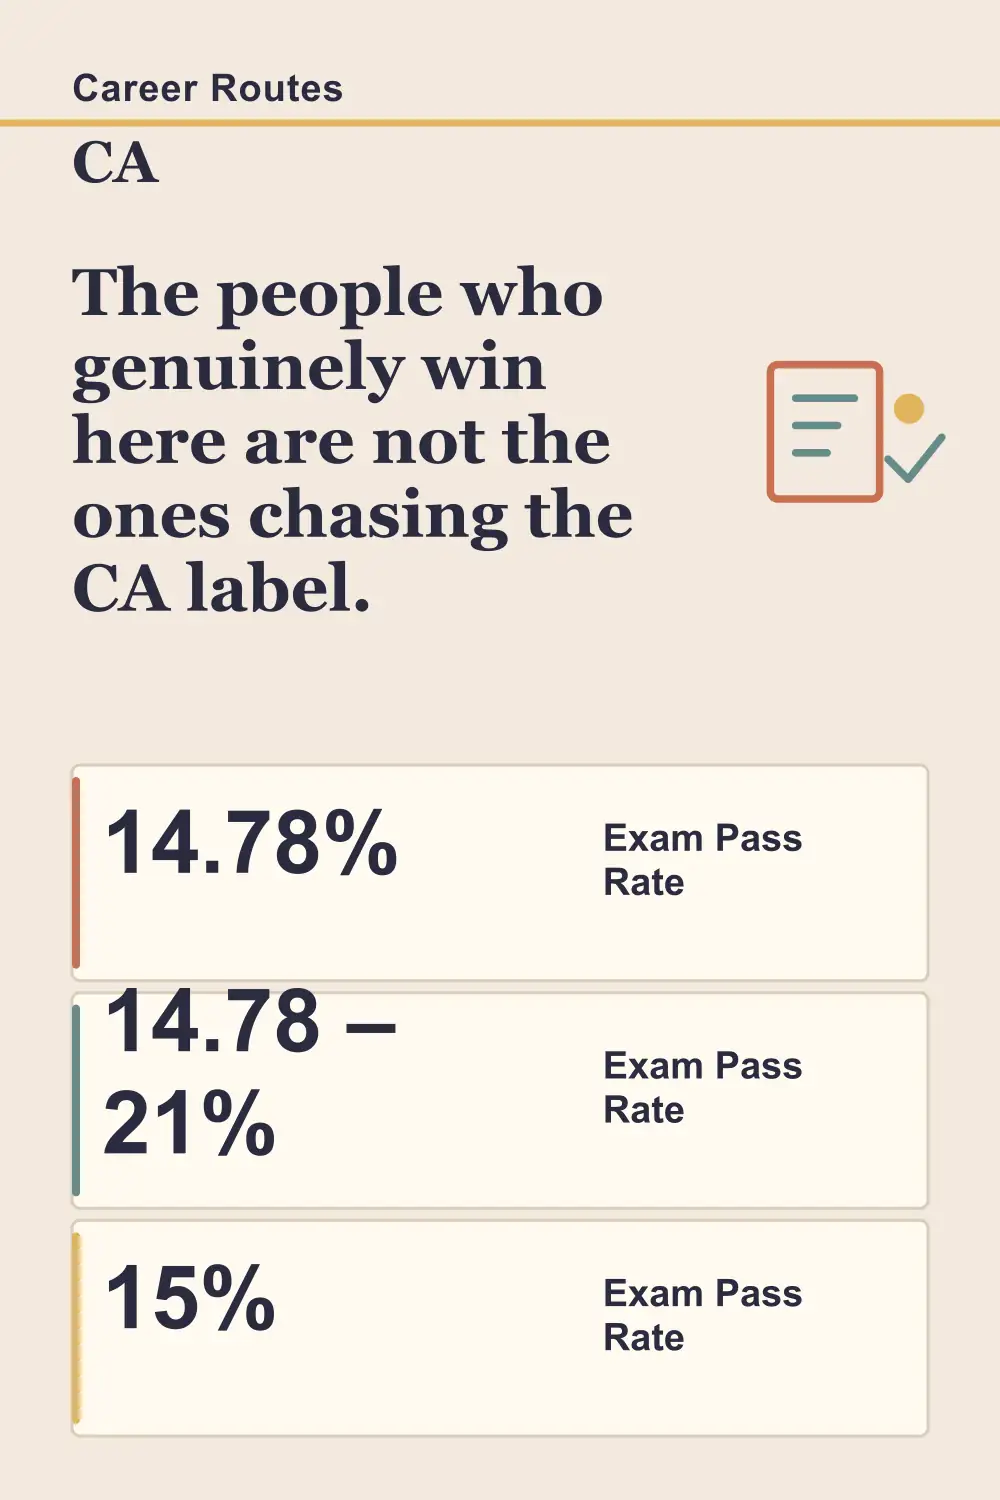 Career Routes
CA
The people who
genuinely win
here are not the
ones chasing the
CA label.
14.78%
Exam Pass
Rate
14.78 –
21%
Exam Pass
Rate
15%
Exam Pass
Rate